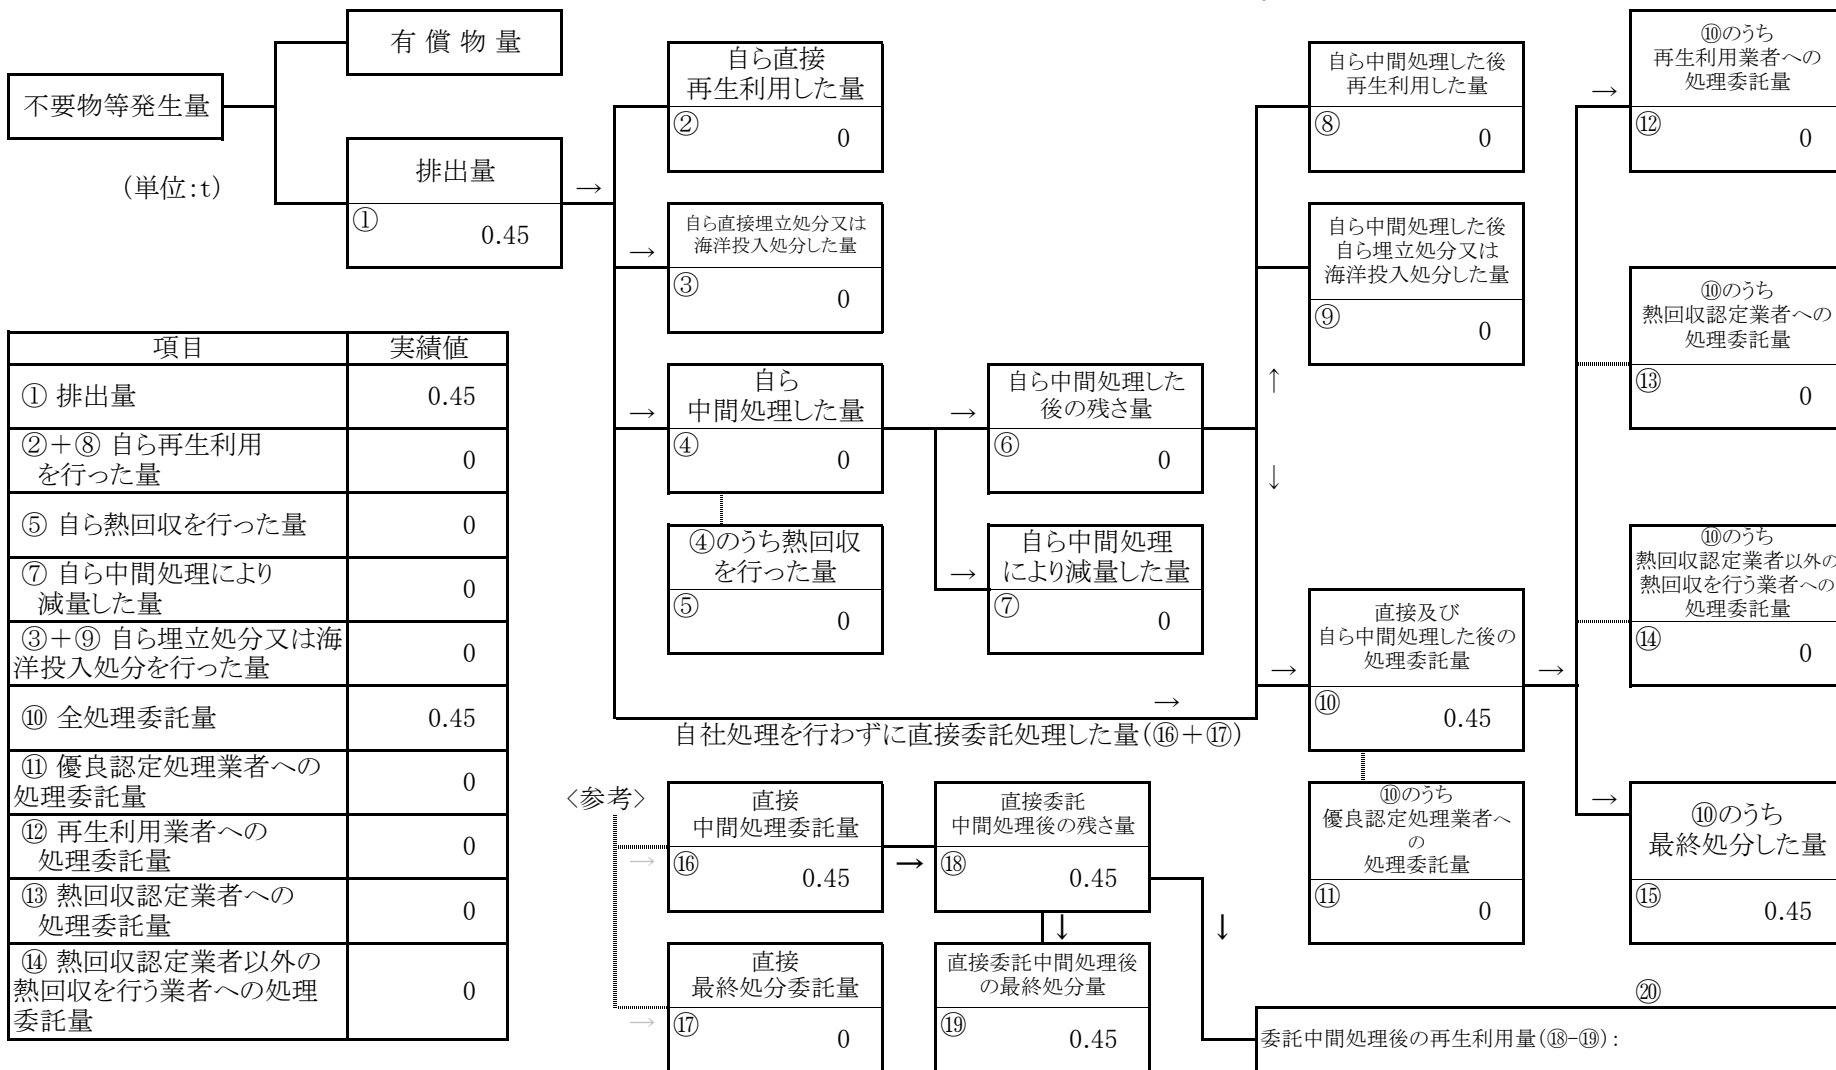 有 償 物 量
不要物等発生量
(単位:t)
排出量
①
0.45
→
自ら直接
再生利用した量
②
0
→
自ら直接埋立処分又は
海洋投入処分した量
③
0
→
自ら
中間処理した量
④
0
④のうち熱回収
を行った量
⑤
0
→
自ら中間処理した
後の残さ量
⑥
0
→
自ら中間処理
により減量した量
⑦
0
自ら中間処理した後
再生利用した量
⑧
0
自ら中間処理した後
自ら埋立処分又は
海洋投入処分した量
⑨
0
↑
↓
→
自社処理を行わずに直接委託処理した量(⑯+⑰)
→
直接及び
自ら中間処理した後の
処理委託量
⑩
0.45
→
⑩のうち
優良認定処理業者へ
の
処理委託量
⑪
0
→
⑩のうち
再生利用業者への
処理委託量
⑫
0
⑩のうち
熱回収認定業者への
処理委託量
⑬
0
⑩のうち
熱回収認定業者以外の
熱回収を行う業者への
処理委託量
⑭
0
→
⑩のうち
最終処分した量
⑮
0.45
項目 実績値
① 排出量 0.45
②+⑧ 自ら再生利用
を行った量 0
⑤ 自ら熱回収を行った量 0
⑦ 自ら中間処理により
減量した量 0
③+⑨ 自ら埋立処分又は海
洋投入処分を行った量 0
⑩ 全処理委託量 0.45
⑪ 優良認定処理業者への
処理委託量 0
⑫ 再生利用業者への
処理委託量 0
⑬ 熱回収認定業者への
処理委託量 0
⑭ 熱回収認定業者以外の
熱回収を行う業者への処理
委託量 0
<参考>
→
直接
中間処理委託量
⑯
0.45
→
直接委託
中間処理後の残さ量
⑱
0.45
↓
↓
→
直接
最終処分委託量
⑰
0
直接委託中間処理後
の最終処分量
⑲
0.45
⑳
委託中間処理後の再生利用量(⑱-⑲):